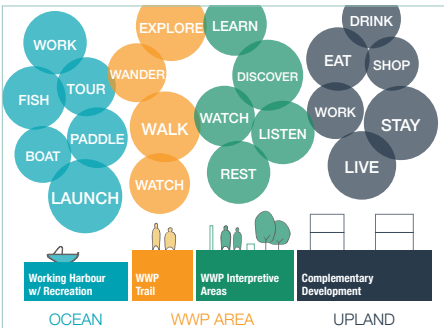 WORK
TOUR
FISH
PADDLE
BOAT
LAUNCH
EXPLORE
WANDER
WALK
WATCH
LEARN
DISCOVER
WATCH
LISTEN
REST
DRINK
EAT
SHOP
WORK
STAY
LIVE
Working Harbour
w/ Recreation
WWP
Trail
WWP Interpretive
Areas
Complementary
Development
OCEAN
WWP AREA
UPLAND